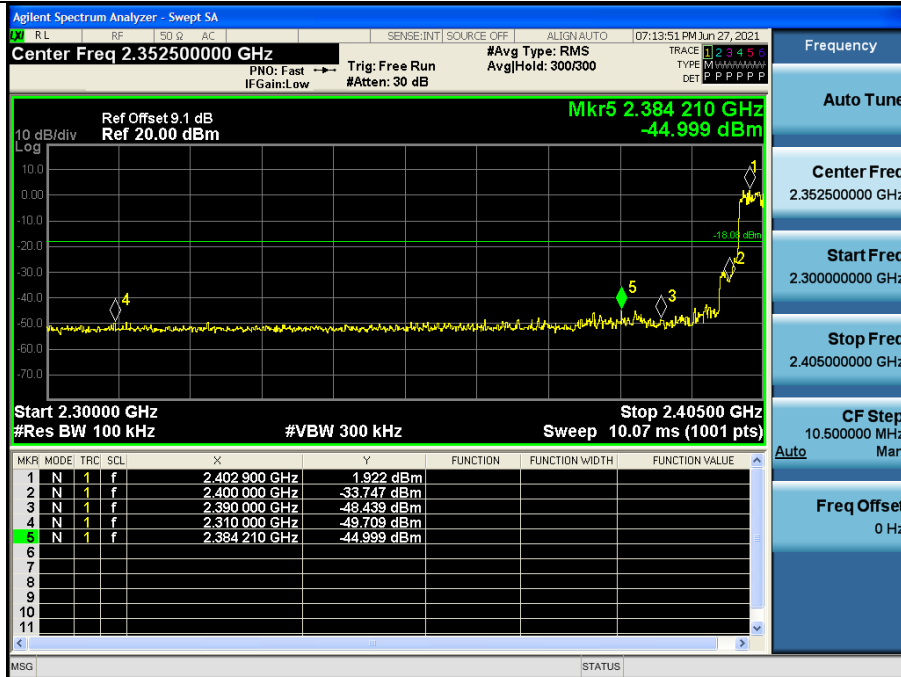 Agilent Spectrum Analyzer - Swept SA
LXI RL RF 50 Ω AC SENSE:INT SOURCE OFF ALIGN AUTO 07:13:51 PM Jun 27, 2021
Center Freq 2.352500000 GHz
PNO: Fast
IFGain:Low
Trig: Free Run
#Atten: 30 dB
#Avg Type: RMS
Avg|Hold: 300/300
TRACE 1 2 3 4 5 6
TYPE M
DET P P P P P P
Frequency
Auto Tune
Center Freq
2.352500000 GHz
Start Freq
2.300000000 GHz
Stop Freq
2.405000000 GHz
CF Step
10.500000 MHz
Auto Man
Freq Offset
0 Hz
Mkr5 2.384 210 GHz
-44.999 dBm
Ref Offset 9.1 dB
10 dB/div Ref 20.00 dBm
Log
10.0
0.00
-10.0
-20.0
-30.0
-40.0
-50.0
-60.0
-70.0
1
-18.08 dBm
2
5
3
4
Start 2.30000 GHz Stop 2.40500 GHz
#Res BW 100 kHz #VBW 300 kHz Sweep 10.07 ms (1001 pts)
MKR MODE TRC SCL X Y FUNCTION FUNCTION WIDTH FUNCTION VALUE
1 N 1 f 2.402 900 GHz 1.922 dBm
2 N 1 f 2.400 000 GHz -33.747 dBm
3 N 1 f 2.390 000 GHz -48.439 dBm
4 N 1 f 2.310 000 GHz -49.709 dBm
5 N 1 f 2.384 210 GHz -44.999 dBm
6
7
8
9
10
11
MSG STATUS